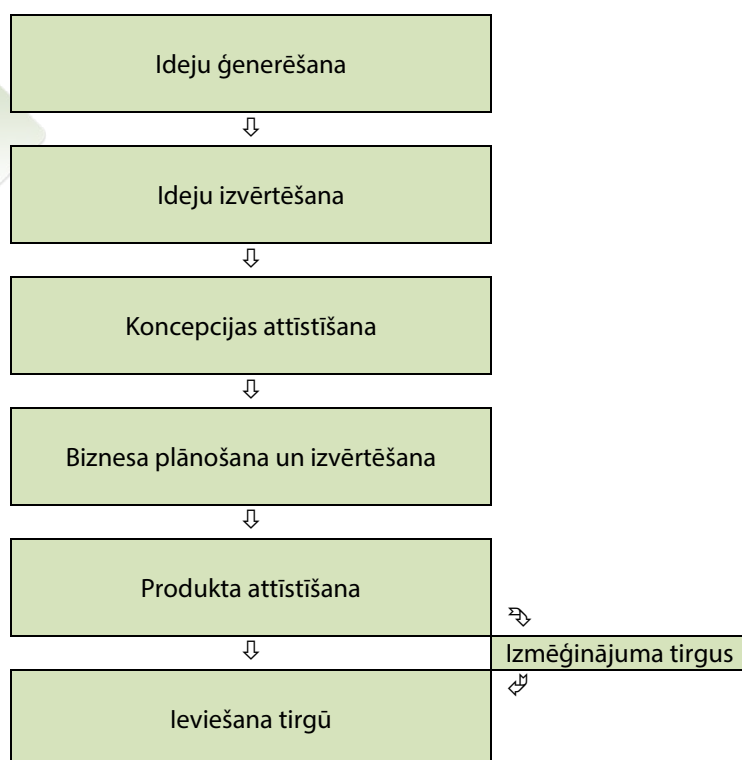 Ideju ģenerēšana
⇩
Ideju izvērtēšana
⇩
Koncepcijas attīstīšana
⇩
Biznesa plānošana un izvērtēšana
⇩
Produkta attīstīšana
⇩
Izmēģinājuma tirgus
Ieviešana tirgū